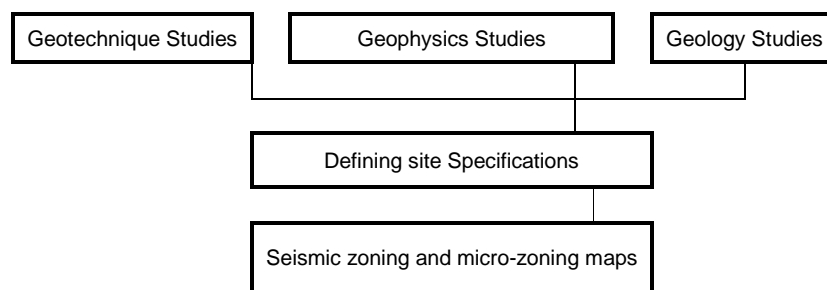 Geotechnique Studies
Geophysics Studies
Geology Studies
Defining site Specifications
Seismic zoning and micro-zoning maps